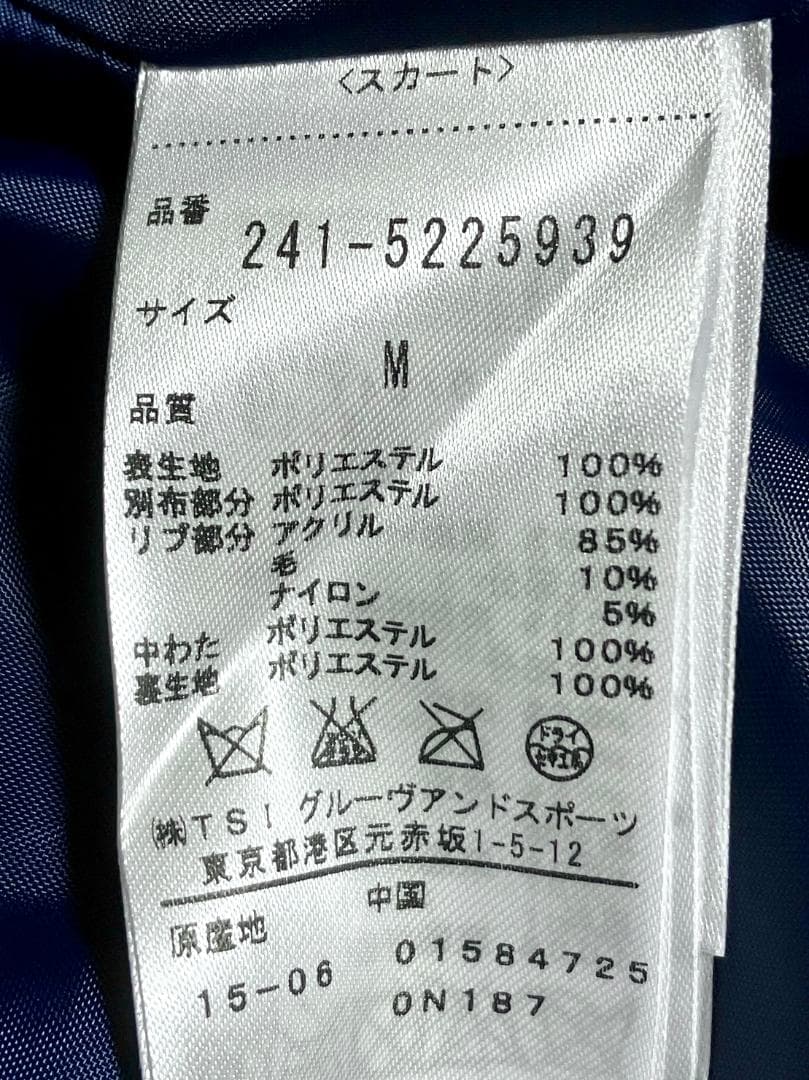 〈スカート〉
品番
241-5225939
サイズ
M
品質
表生地 ポリエステル 100%
別布部分 ポリエステル 100%
リブ部分 アクリル 85%
毛 10%
ナイロン 5%
中わた ポリエステル 100%
裏生地 ポリエステル 100%
ドライ
セキユ系
㈱TSI グルーヴアンドスポーツ
東京都港区元赤坂1-5-12
中国
原産地
15-06 01584725
0N187